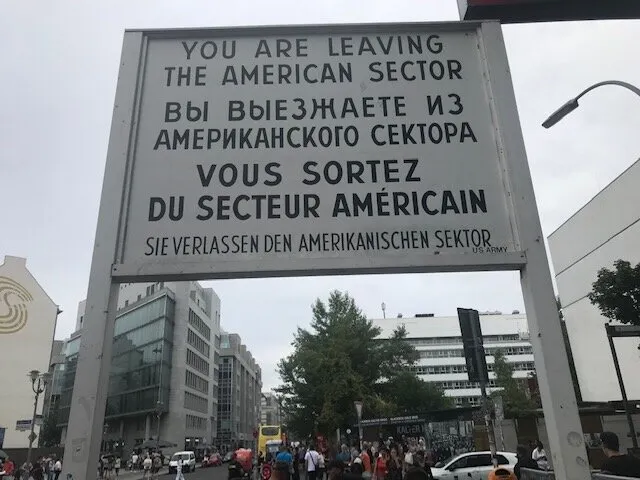 YOU ARE LEAVING
THE AMERICAN SECTOR
ВЫ ВЫЕЗЖАЕТЕ ИЗ
АМЕРИКАНСКОГО СЕКТОРА
VOUS SORTEZ
DU SECTEUR AMÉRICAIN
SIE VERLASSEN DEN AMERIKANISCHEN SEKTOR
US ARMY